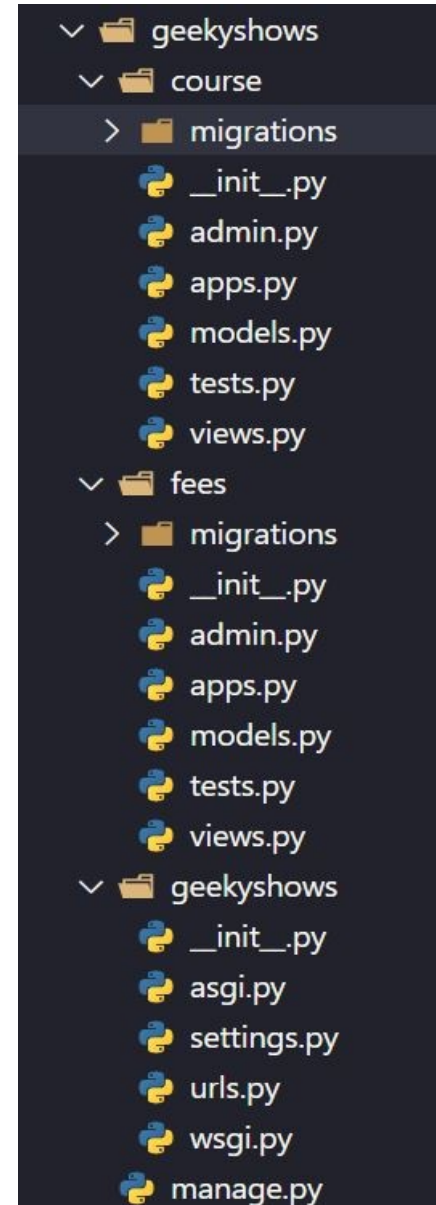 geekyshows
course
migrations
__init__.py
admin.py
apps.py
models.py
tests.py
views.py
fees
migrations
__init__.py
admin.py
apps.py
models.py
tests.py
views.py
geekyshows
__init__.py
asgi.py
settings.py
urls.py
wsgi.py
manage.py